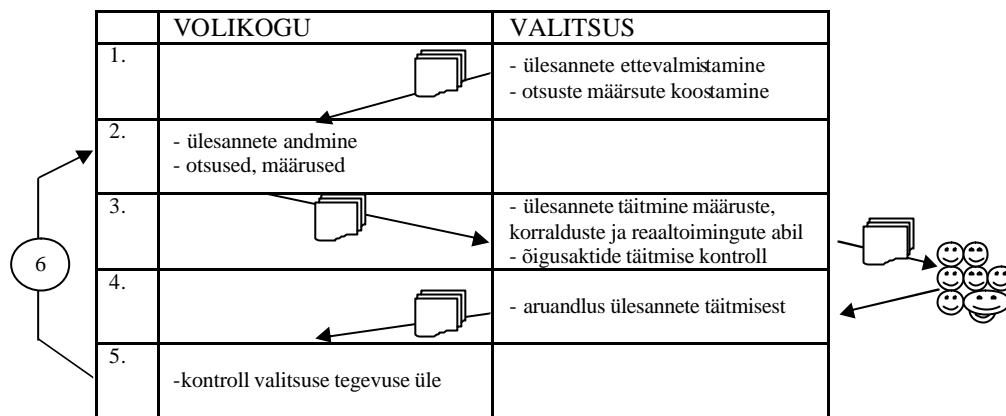 VOLIKOGU VALITSUS
1.
- ülesannete ettevalmistamine
- otsuste määrsute koostamine
2.
- ülesannete andmine
- otsused, määrused
3.
- ülesannete täitmine määruste,
korralduste ja reaaltoimingute abil
- õigusaktide täitmise kontroll
6
4.
- aruandlus ülesannete täitmisest
5.
-kontroll valitsuse tegevuse üle